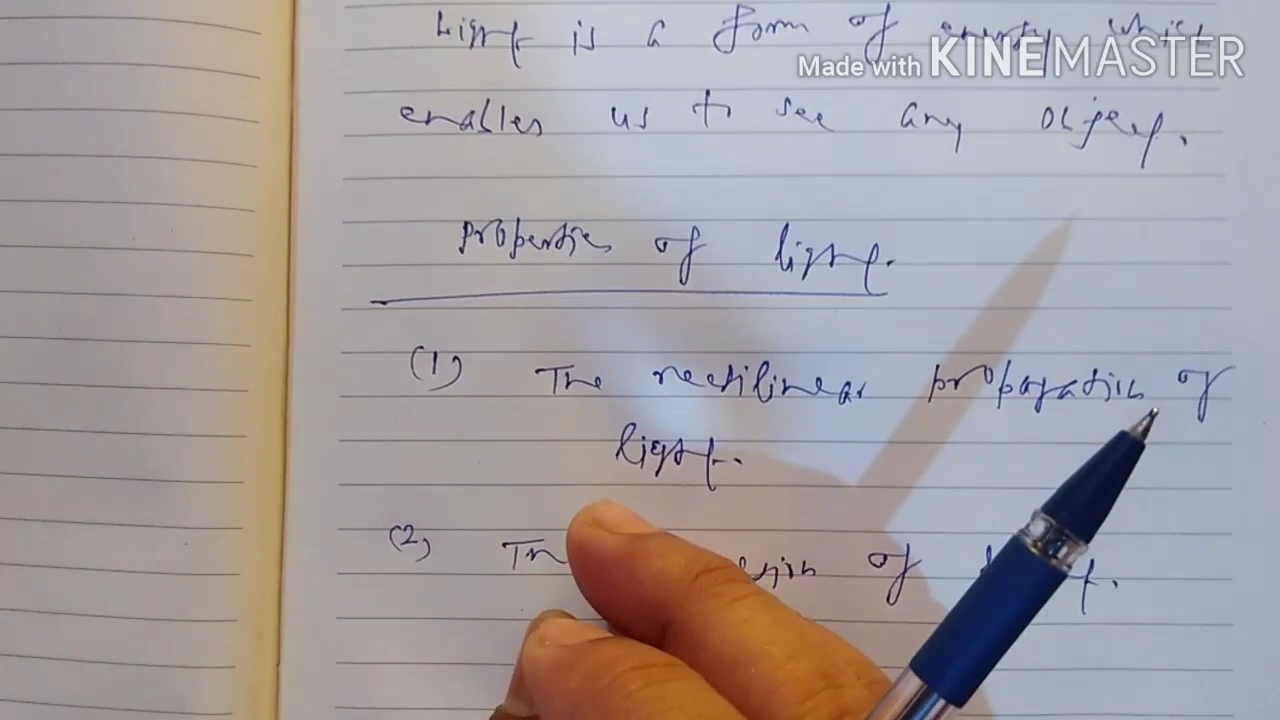 Light is a form of energy which
Made with KINEMASTER
enables us to see any object.
properties of light.
(1) The rectilinear propagation of
light.
(2) of